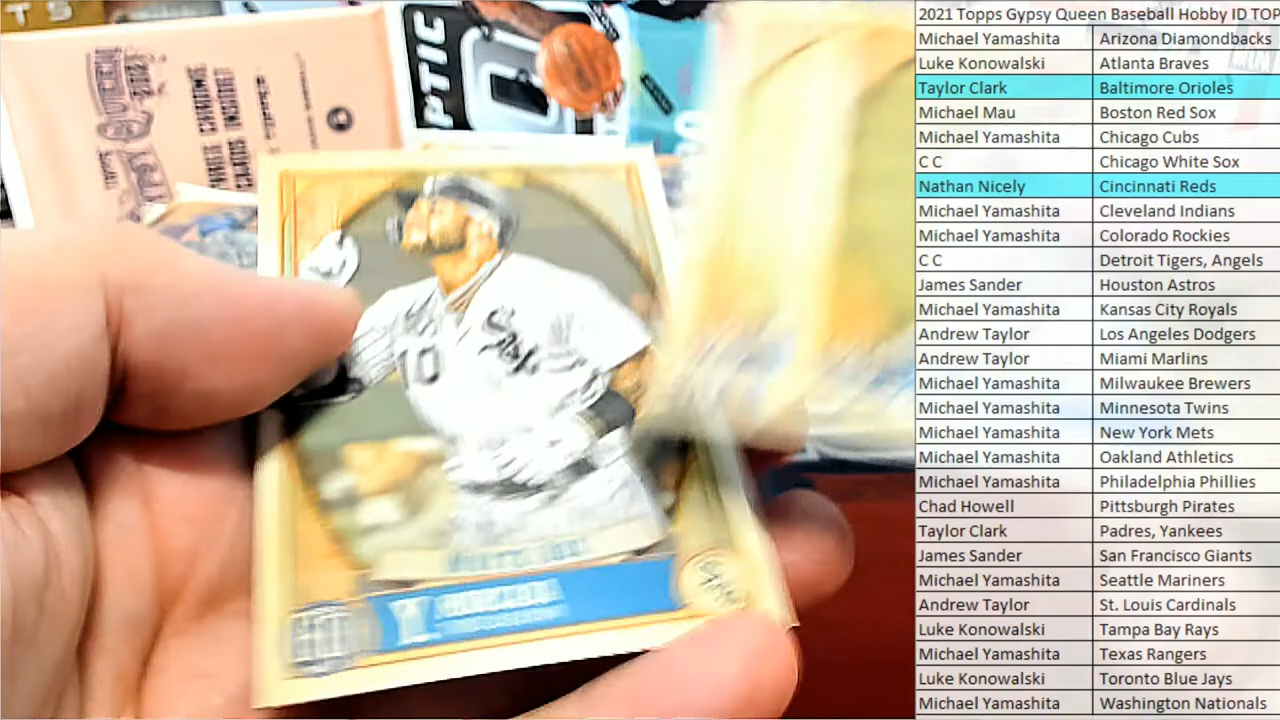 2021 Topps Gypsy Queen Baseball Hobby ID TOP
Michael Yamashita Arizona Diamondbacks
Luke Konowalski Atlanta Braves
Taylor Clark Baltimore Orioles
Michael Mau Boston Red Sox
Michael Yamashita Chicago Cubs
C C Chicago White Sox
Nathan Nicely Cincinnati Reds
Michael Yamashita Cleveland Indians
Michael Yamashita Colorado Rockies
C C Detroit Tigers, Angels
James Sander Houston Astros
Michael Yamashita Kansas City Royals
Andrew Taylor Los Angeles Dodgers
Andrew Taylor Miami Marlins
Michael Yamashita Milwaukee Brewers
Michael Yamashita Minnesota Twins
Michael Yamashita New York Mets
Michael Yamashita Oakland Athletics
Michael Yamashita Philadelphia Phillies
Chad Howell Pittsburgh Pirates
Taylor Clark Padres, Yankees
James Sander San Francisco Giants
Michael Yamashita Seattle Mariners
Andrew Taylor St. Louis Cardinals
Luke Konowalski Tampa Bay Rays
Michael Yamashita Texas Rangers
Luke Konowalski Toronto Blue Jays
Michael Yamashita Washington Nationals
TS
PTIC
10
Sox